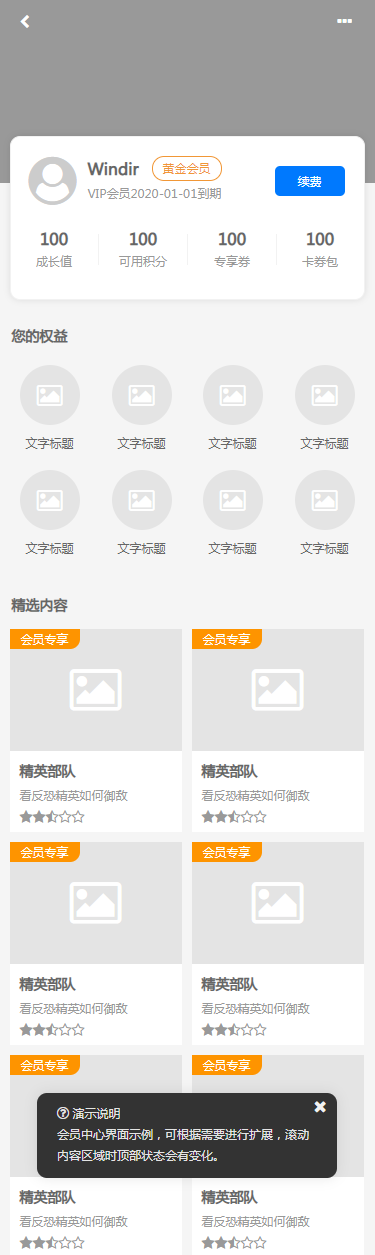 Windir 黄金会员
VIP会员2020-01-01到期
续费
100 100 100 100
成长值 可用积分 专享券 卡券包
您的权益
文字标题 文字标题 文字标题 文字标题
文字标题 文字标题 文字标题 文字标题
精选内容
会员专享 会员专享
精英部队 精英部队
看反恐精英如何御敌 看反恐精英如何御敌
会员专享 会员专享
精英部队 精英部队
看反恐精英如何御敌 看反恐精英如何御敌
会员专享 会员专享
演示说明
会员中心界面示例，可根据需要进行扩展，滚动
内容区域时顶部状态会有变化。
精英部队 精英部队
看反恐精英如何御敌 看反恐精英如何御敌